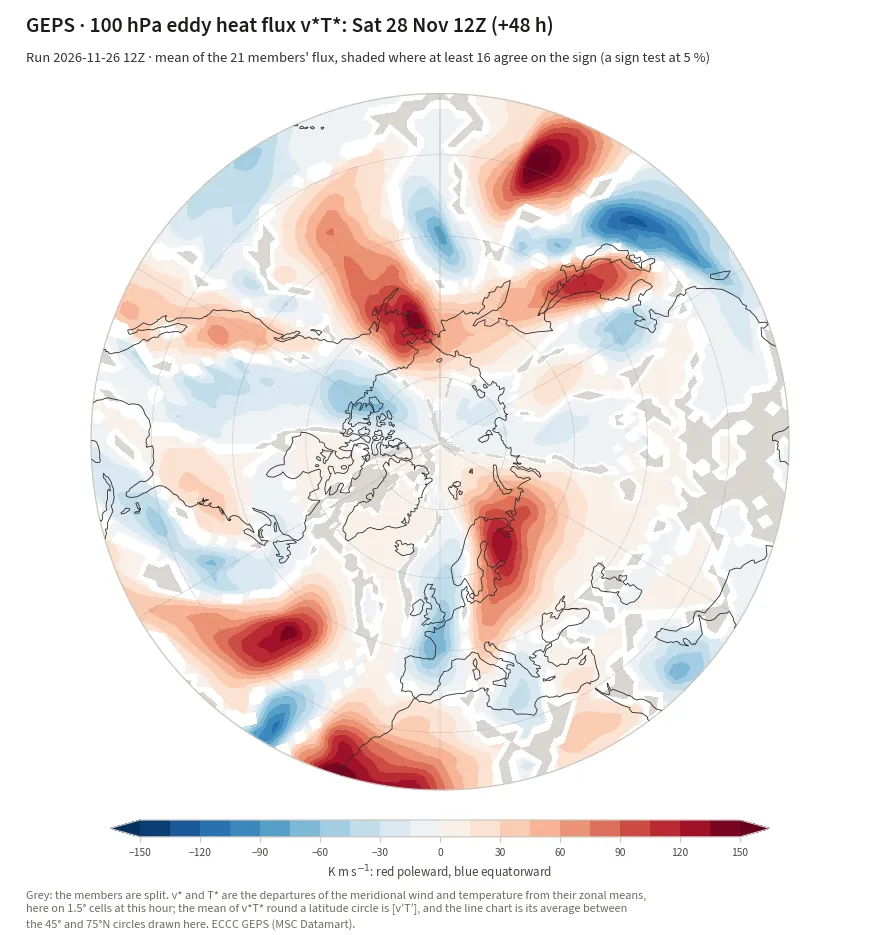 GEPS · 100 hPa eddy heat flux v*T*: Sat 28 Nov 12Z (+48 h)
Run 2026-11-26 12Z · mean of the 21 members' flux, shaded where at least 16 agree on the sign (a sign test at 5 %)
−150 −120 −90 −60 −30 0 30 60 90 120 150
K m s⁻¹: red poleward, blue equatorward
Grey: the members are split. v* and T* are the departures of the meridional wind and temperature from their zonal means,
here on 1.5° cells at this hour; the mean of v*T* round a latitude circle is [v′T′], and the line chart is its average between
the 45° and 75°N circles drawn here. ECCC GEPS (MSC Datamart).